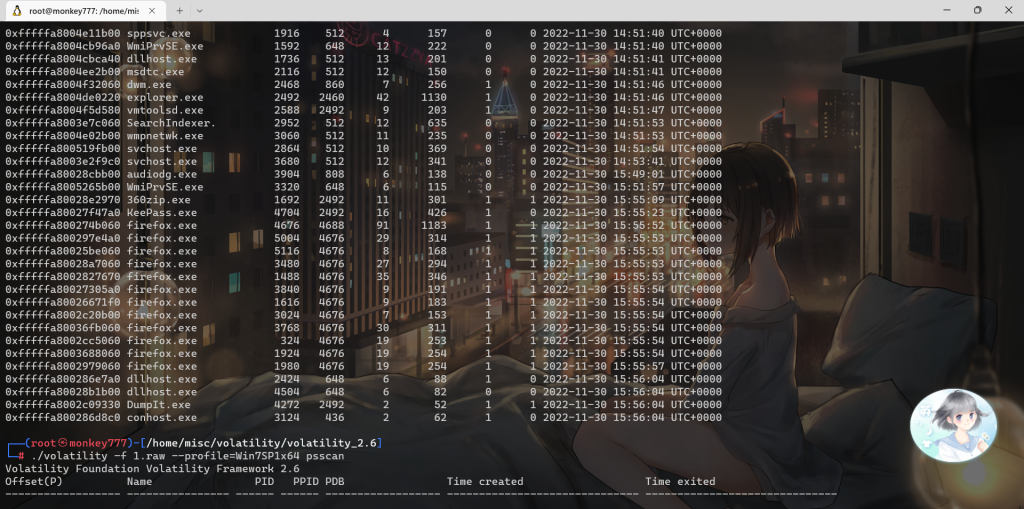 root@monkey777: /home/mis
0xfffffa8004e11b00 sppsvc.exe 1916 512 4 157 0 0 2022-11-30 14:51:40 UTC+0000
0xfffffa8004cb96a0 WmiPrvSE.exe 1592 648 12 222 0 0 2022-11-30 14:51:40 UTC+0000
0xfffffa8004cbca40 dllhost.exe 1736 512 13 201 0 0 2022-11-30 14:51:41 UTC+0000
0xfffffa8004ee2b00 msdtc.exe 2116 512 12 150 0 0 2022-11-30 14:51:41 UTC+0000
0xfffffa8004f32060 dwm.exe 2468 860 7 256 1 0 2022-11-30 14:51:46 UTC+0000
0xfffffa8004de0220 explorer.exe 2492 2460 42 1130 1 0 2022-11-30 14:51:46 UTC+0000
0xfffffa8004f5d580 vmtoolsd.exe 2588 2492 9 203 1 0 2022-11-30 14:51:47 UTC+0000
0xfffffa8003e7c060 SearchIndexer. 2952 512 12 635 0 0 2022-11-30 14:51:53 UTC+0000
0xfffffa8004e02b00 wmpnetwk.exe 3060 512 11 235 0 0 2022-11-30 14:51:53 UTC+0000
0xfffffa800519fb00 svchost.exe 2864 512 10 369 0 0 2022-11-30 14:51:54 UTC+0000
0xfffffa8003e2f9c0 svchost.exe 3680 512 12 341 0 0 2022-11-30 14:53:41 UTC+0000
0xfffffa80028cbb00 audiodg.exe 3904 808 6 138 0 0 2022-11-30 15:49:01 UTC+0000
0xfffffa8005265b00 WmiPrvSE.exe 3320 648 6 115 0 0 2022-11-30 15:51:57 UTC+0000
0xfffffa80028e2970 360zip.exe 1692 2492 11 301 1 1 2022-11-30 15:55:09 UTC+0000
0xfffffa80027f47a0 KeePass.exe 4704 2492 16 426 1 0 2022-11-30 15:55:23 UTC+0000
0xfffffa800274b060 firefox.exe 4676 4688 91 1183 1 1 2022-11-30 15:55:52 UTC+0000
0xfffffa800297e4a0 firefox.exe 5004 4676 29 314 1 1 2022-11-30 15:55:53 UTC+0000
0xfffffa80025be060 firefox.exe 5116 4676 8 168 1 1 2022-11-30 15:55:53 UTC+0000
0xfffffa80028a7060 firefox.exe 3480 4676 27 294 1 1 2022-11-30 15:55:53 UTC+0000
0xfffffa8002827670 firefox.exe 1488 4676 35 346 1 1 2022-11-30 15:55:53 UTC+0000
0xfffffa80027305a0 firefox.exe 3840 4676 9 191 1 1 2022-11-30 15:55:54 UTC+0000
0xfffffa80026671f0 firefox.exe 1616 4676 9 183 1 1 2022-11-30 15:55:54 UTC+0000
0xfffffa8002c20b00 firefox.exe 3024 4676 7 153 1 1 2022-11-30 15:55:54 UTC+0000
0xfffffa80036fb060 firefox.exe 3768 4676 30 311 1 1 2022-11-30 15:55:54 UTC+0000
0xfffffa8002cc5060 firefox.exe 324 4676 19 253 1 1 2022-11-30 15:55:54 UTC+0000
0xfffffa8003688060 firefox.exe 1924 4676 19 254 1 1 2022-11-30 15:55:54 UTC+0000
0xfffffa8002979060 firefox.exe 1980 4676 19 254 1 1 2022-11-30 15:55:57 UTC+0000
0xfffffa800286e7a0 dllhost.exe 2424 648 6 88 1 0 2022-11-30 15:56:04 UTC+0000
0xfffffa80028b1b00 dllhost.exe 4504 648 6 82 0 0 2022-11-30 15:56:04 UTC+0000
0xfffffa8002c09330 DumpIt.exe 4272 2492 2 52 1 1 2022-11-30 15:56:04 UTC+0000
0xfffffa800286d8c0 conhost.exe 3124 436 2 62 1 0 2022-11-30 15:56:04 UTC+0000
┌──(root㉿monkey777)-[/home/misc/volatility/volatility_2.6]
└─# ./volatility -f 1.raw --profile=Win7SP1x64 psscan
Volatility Foundation Volatility Framework 2.6
Offset(P) Name PID PPID PDB Time created Time exited
------------------ ---------------- ------ ------ ------------------ ------------------------------ ------------------------------